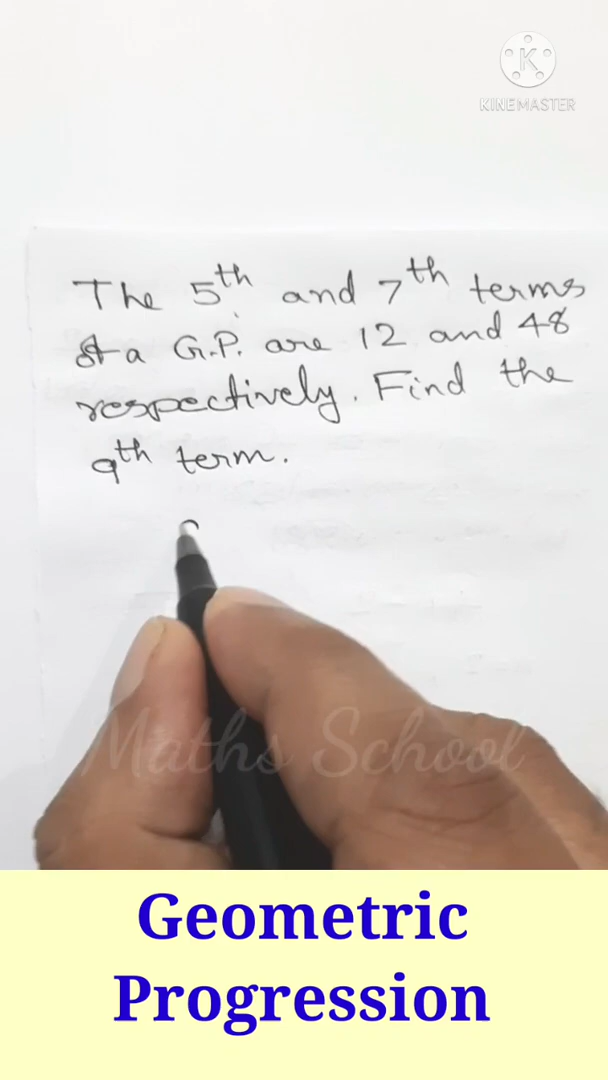 KINEMASTER
The 5th and 7th terms
of a G.P. are 12 and 48
respectively. Find the
9th term.
Maths School
Geometric
Progression